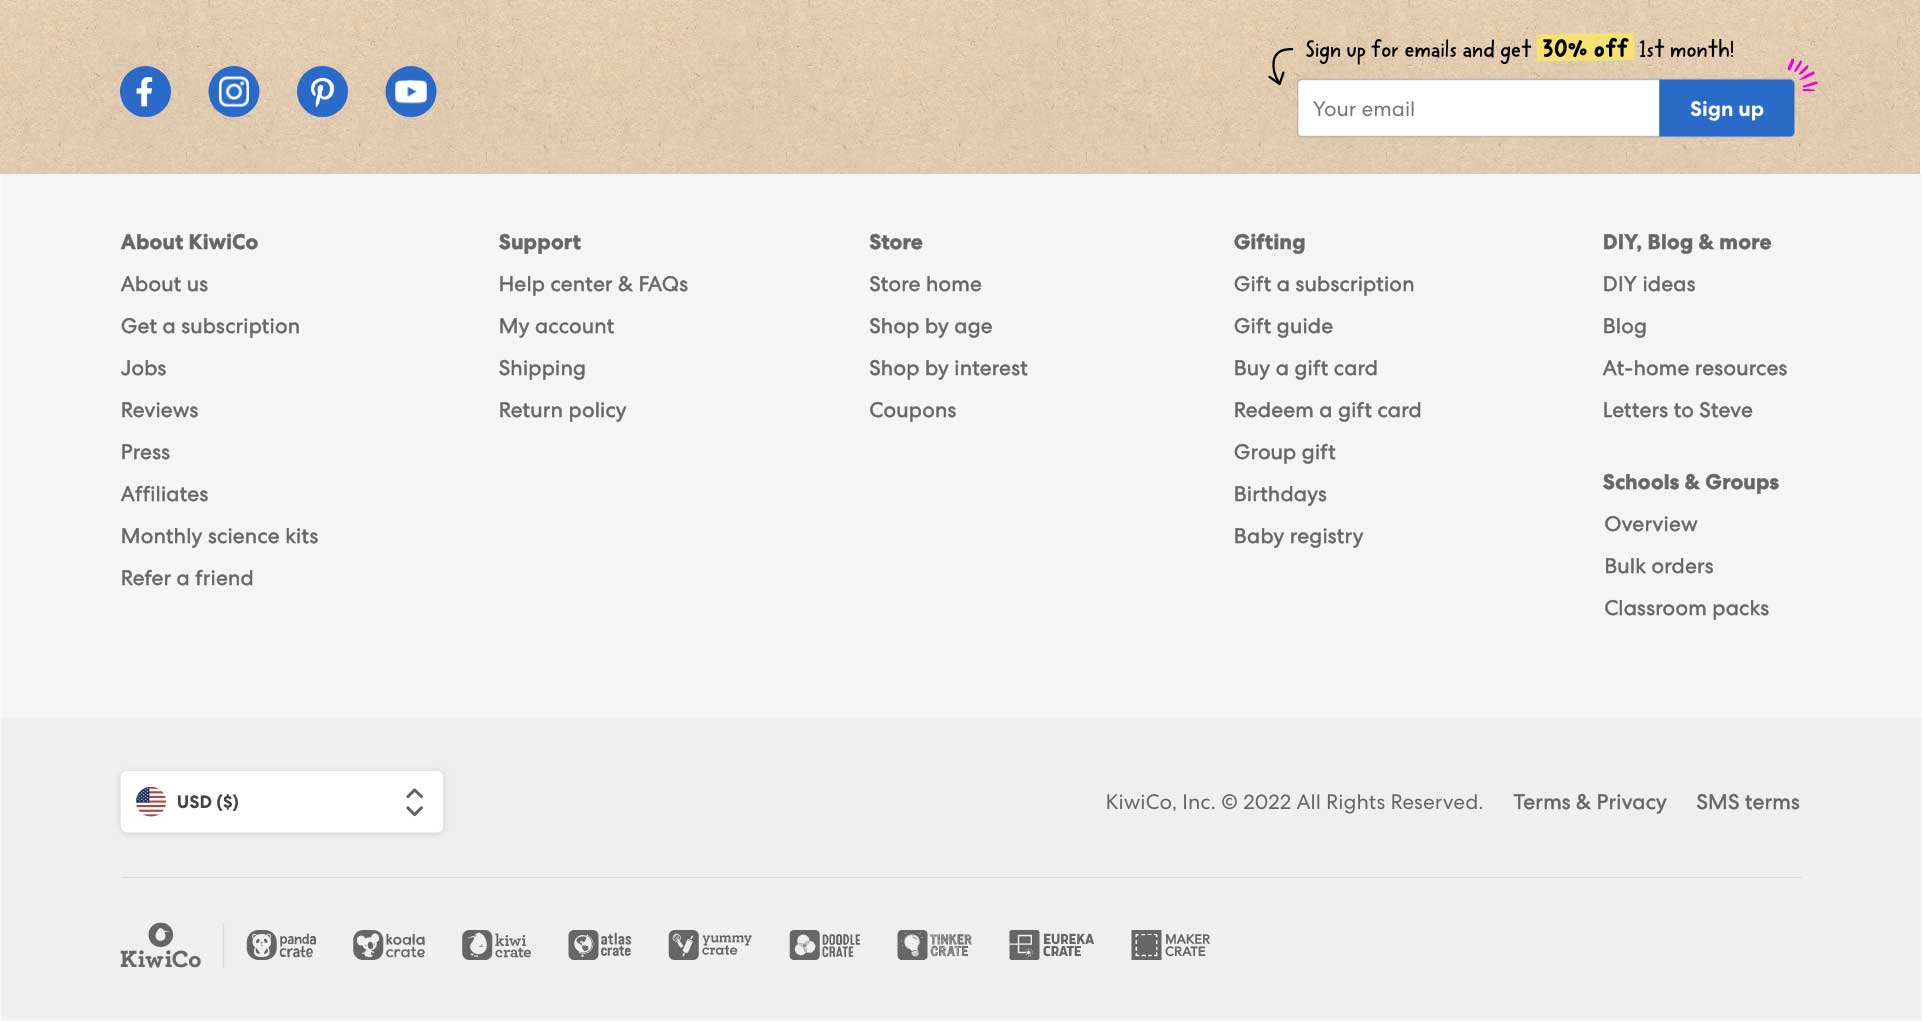 Sign up for emails and get 30% off 1st month!
Your email
Sign up
About KiwiCo
About us
Get a subscription
Jobs
Reviews
Press
Affiliates
Monthly science kits
Refer a friend
Support
Help center & FAQs
My account
Shipping
Return policy
Store
Store home
Shop by age
Shop by interest
Coupons
Gifting
Gift a subscription
Gift guide
Buy a gift card
Redeem a gift card
Group gift
Birthdays
Baby registry
DIY, Blog & more
DIY ideas
Blog
At-home resources
Letters to Steve
Schools & Groups
Overview
Bulk orders
Classroom packs
USD ($)
KiwiCo, Inc. © 2022 All Rights Reserved.
Terms & Privacy
SMS terms
KiwiCo
panda
crate
koala
crate
kiwi
crate
atlas
crate
yummy
crate
DOODLE
CRATE
TINKER
CRATE
EUREKA
CRATE
MAKER
CRATE